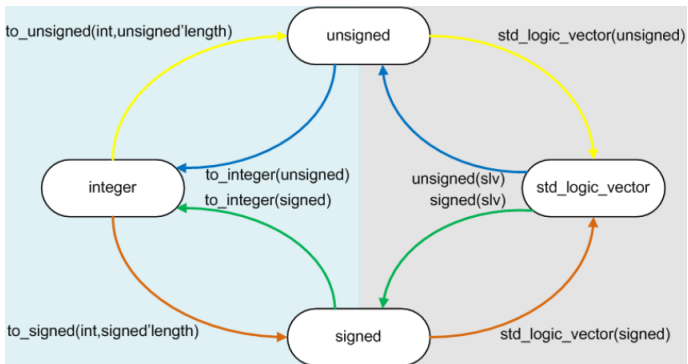 unsigned
to_unsigned(int,unsigned’length)
std_logic_vector(unsigned)
to_integer(unsigned)
unsigned(slv)
integer
std_logic_vector
to_integer(signed)
signed(slv)
to_signed(int,signed’length)
signed
std_logic_vector(signed)